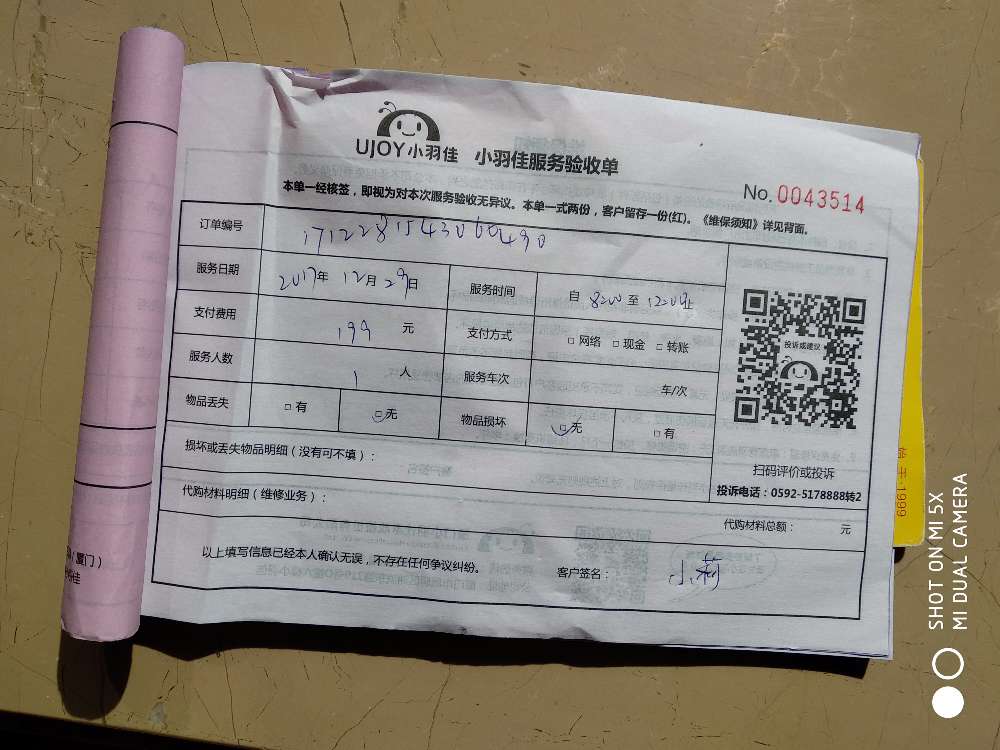 UJOY小羽佳 小羽佳服务验收单
No. 0043514
本单一经核签，即视为对本次服务验收无异议。本单一式两份，客户留存一份(红)。《维保须知》详见背面。
订单编号
服务日期 2017年 12月 29日 服务时间 自 8:00 至 12:00
支付费用 199 元 支付方式 □网络 □现金 □转账
服务人数 1 人 服务车次 车/次
物品丢失 □有 □无 物品损坏 □无 □有
投诉或建议
扫码评价或投诉
投诉电话：0592-5178888转2
损坏或丢失物品明细（没有可不填）：
代购材料明细（维修业务）：
代购材料总额： 元
以上填写信息已经本人确认无误，不存在任何争议纠纷。 客户签名： 小莉
(厦门)
SHOT ON MI 5X
MI DUAL CAMERA